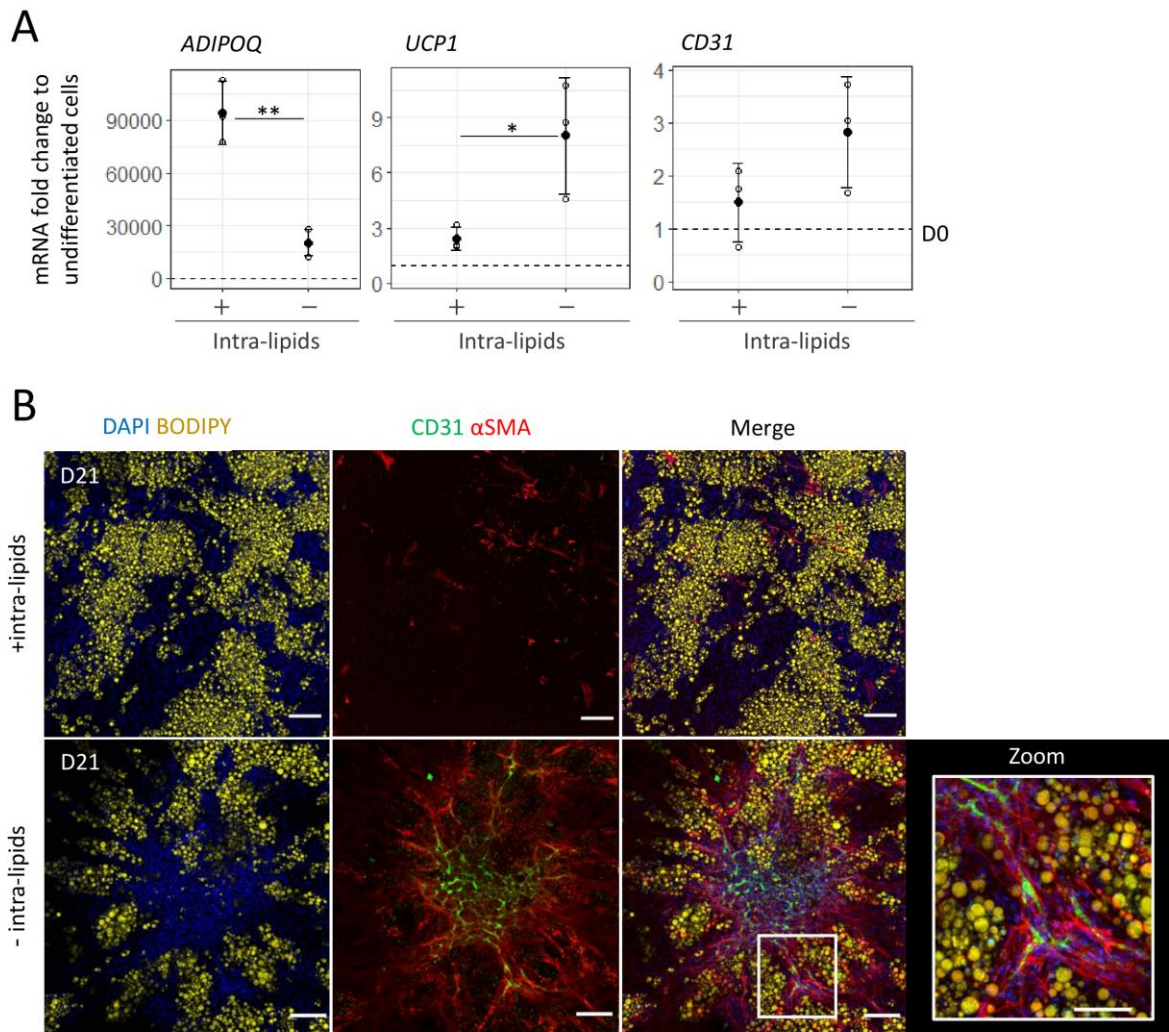 A
ADIPOQ
UCP1
CD31
mRNA fold change to
undifferentiated cells
90000
60000
30000
0
**
+
−
Intra-lipids
9
6
3
0
*
+
−
Intra-lipids
4
3
2
1
0
D0
+
−
Intra-lipids
B
DAPI BODIPY
CD31 αSMA
Merge
+intra-lipids
D21
- intra-lipids
D21
Zoom